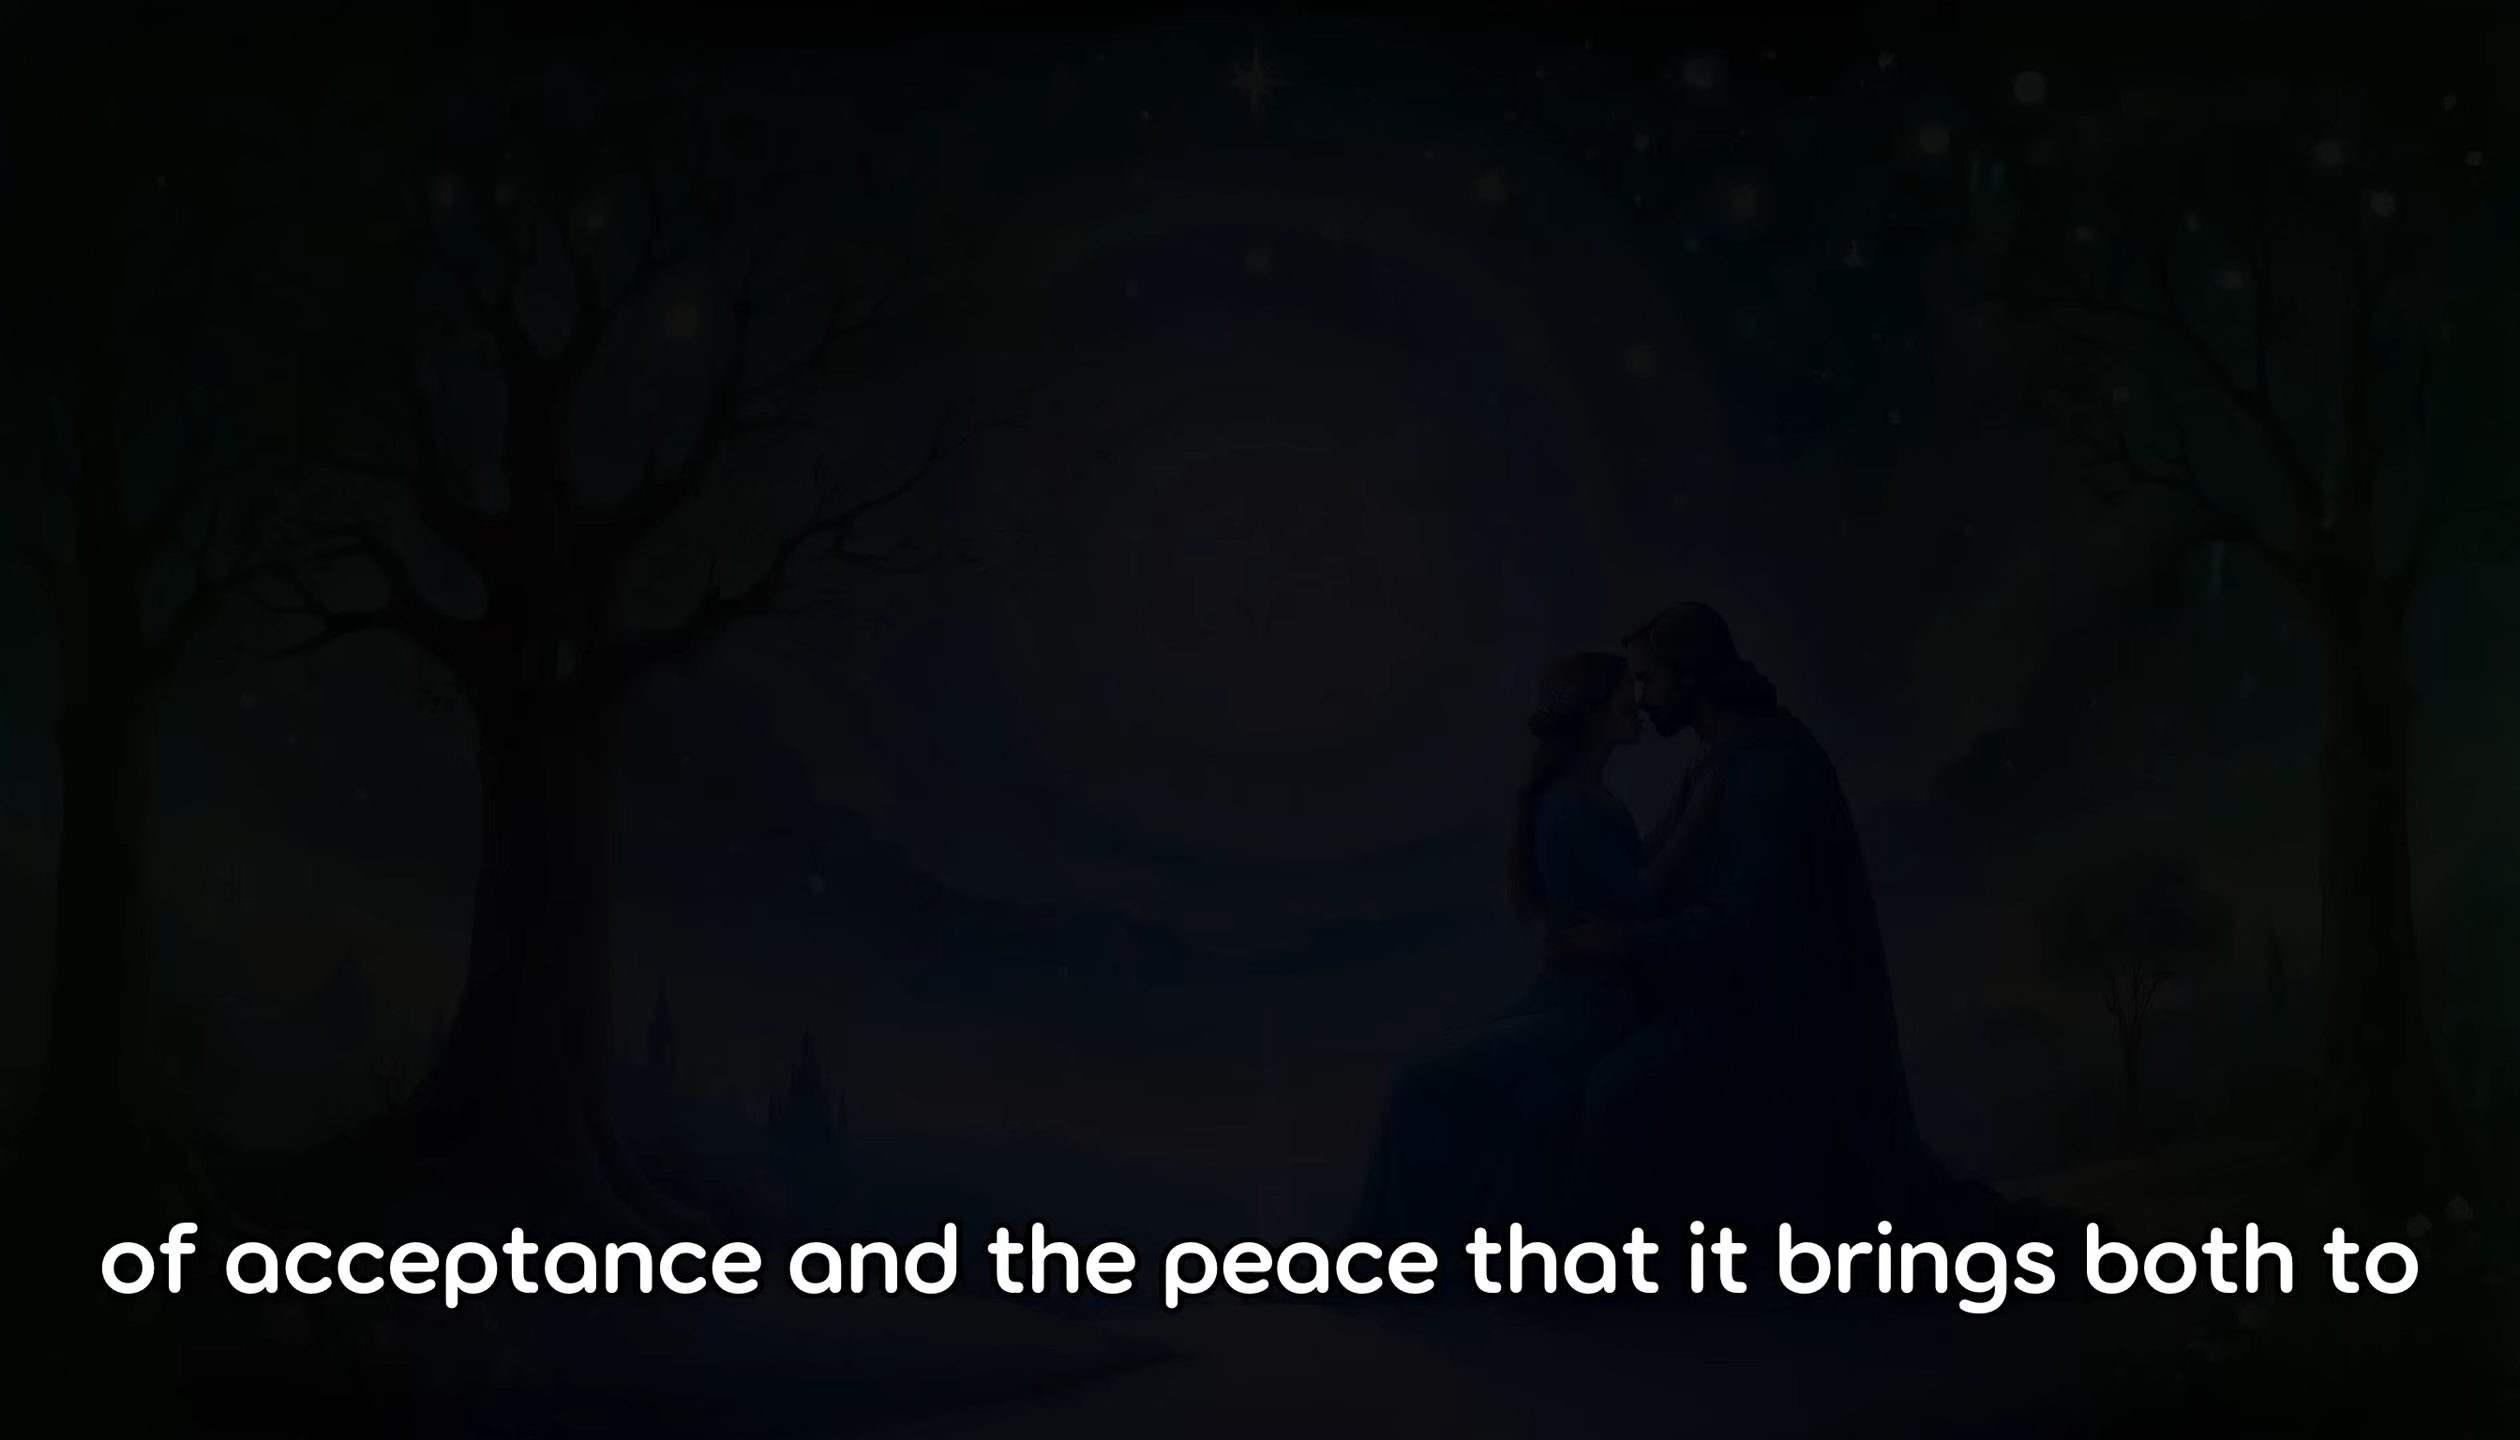 of acceptance and the peace that it brings both to